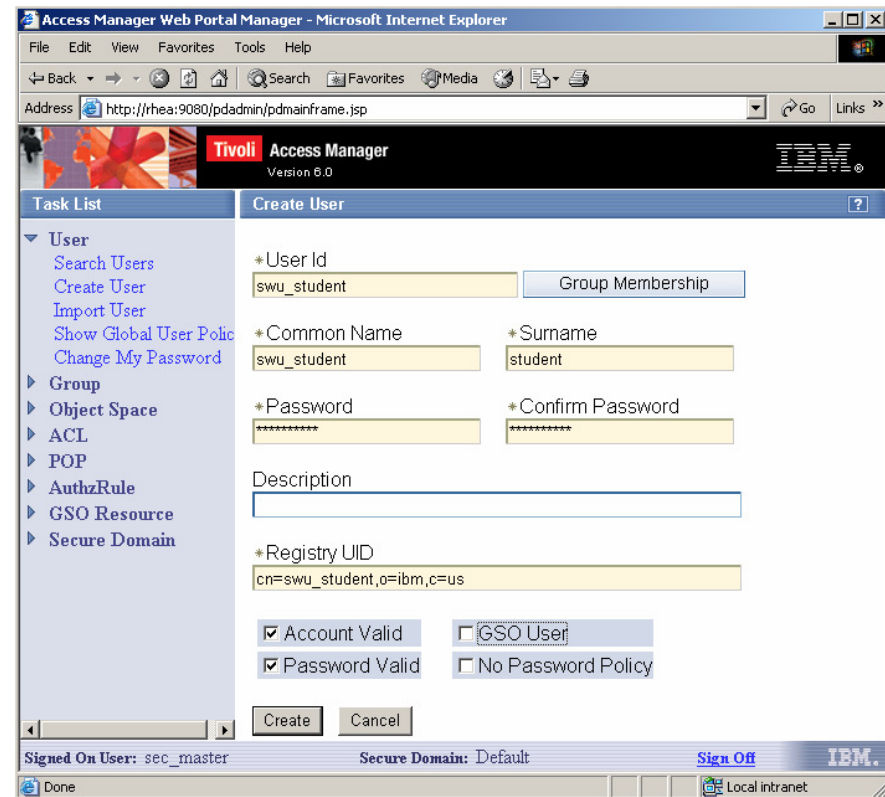 Access Manager Web Portal Manager - Microsoft Internet Explorer
File Edit View Favorites Tools Help
Back Search Favorites Media
Address http://rhea:9080/pdadmin/pdmainframe.jsp Go Links »
Tivoli Access Manager
Version 6.0
IBM®
Task List
Create User ?
User
Search Users
Create User
Import User
Show Global User Polic
Change My Password
Group
Object Space
ACL
POP
AuthzRule
GSO Resource
Secure Domain
*User Id
swu_student Group Membership
*Common Name *Surname
swu_student student
*Password *Confirm Password
********** **********
Description
*Registry UID
cn=swu_student,o=ibm,c=us
Account Valid GSO User
Password Valid No Password Policy
Create Cancel
Signed On User: sec_master Secure Domain: Default Sign Off IBM.
Done Local intranet